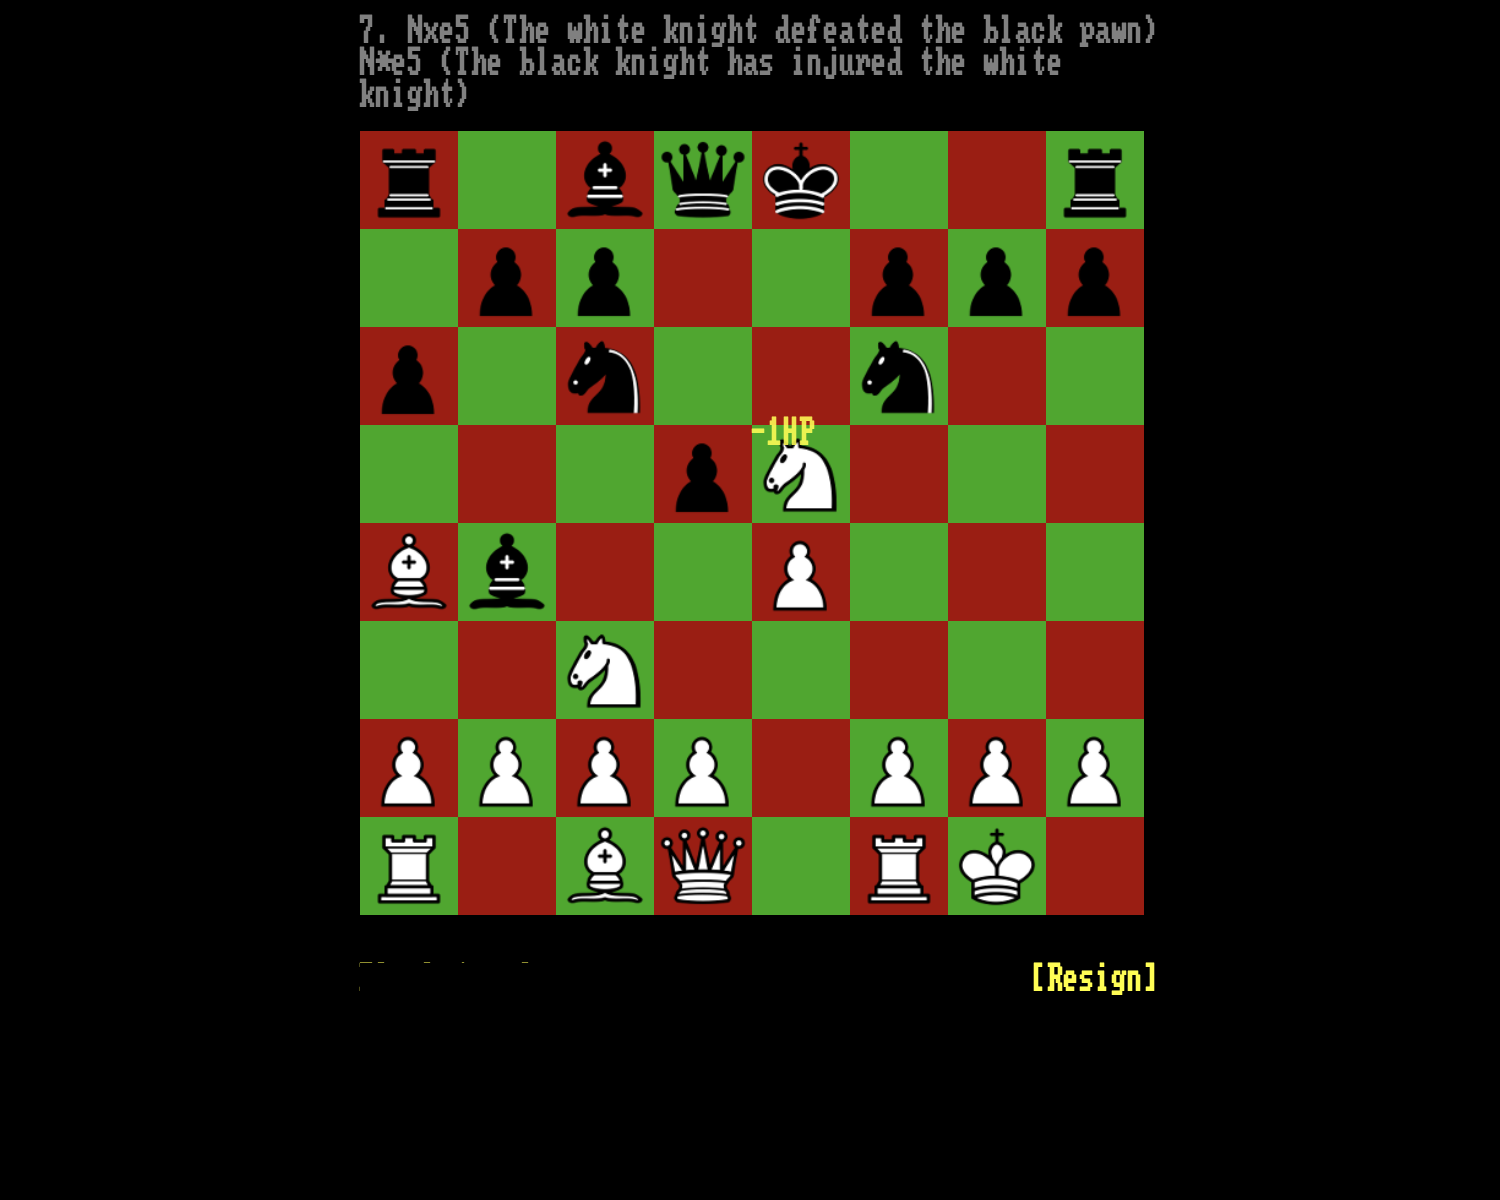 7. Nxe5 (The white knight defeated the black pawn)
N*e5 (The black knight has injured the white
knight)
-1HP
[Resign]